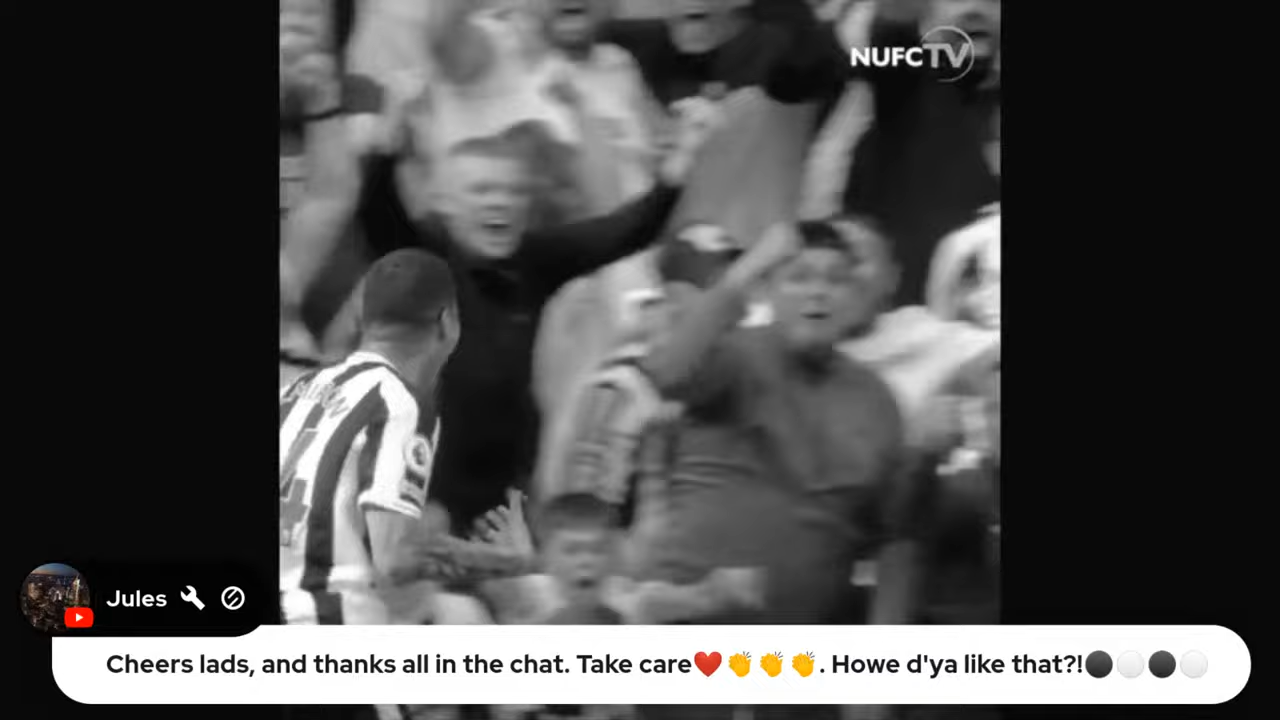 NUFCTV
Jules
Cheers lads, and thanks all in the chat. Take care❤️👏👏👏. Howe d'ya like that?!⚫⚪⚫⚪